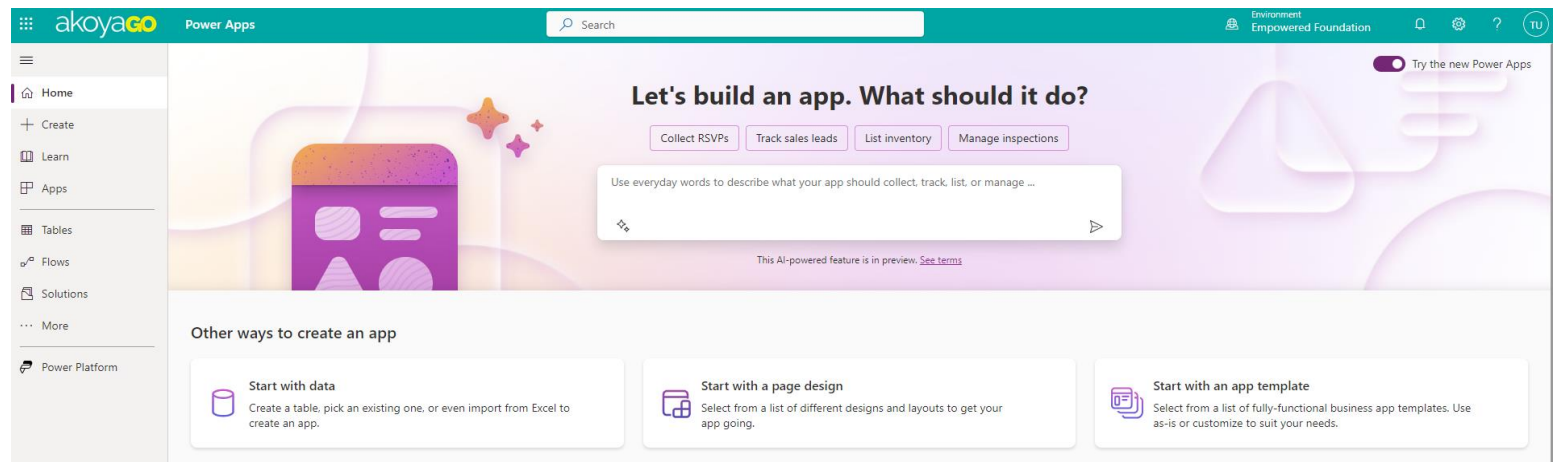 akoyaGO Power Apps Search Environment
Empowered Foundation ? TU
Home
Create
Learn
Apps
Tables
Flows
Solutions
More
Power Platform
Try the new Power Apps
Let's build an app. What should it do?
Collect RSVPs Track sales leads List inventory Manage inspections
Use everyday words to describe what your app should collect, track, list, or manage ...
This AI-powered feature is in preview. See terms
Other ways to create an app
Start with data
Create a table, pick an existing one, or even import from Excel to
create an app.
Start with a page design
Select from a list of different designs and layouts to get your
app going.
Start with an app template
Select from a list of fully-functional business app templates. Use
as-is or customize to suit your needs.